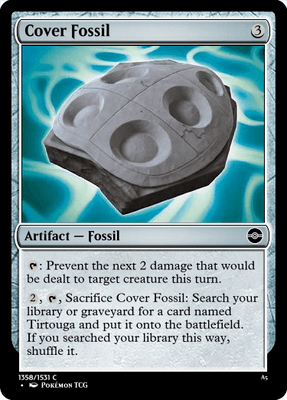 Cover Fossil 3
Artifact — Fossil
: Prevent the next 2 damage that would
be dealt to target creature this turn.
2, , Sacrifice Cover Fossil: Search your
library or graveyard for a card named
Tirtouga and put it onto the battlefield.
If you searched your library this way,
shuffle it.
1358/1531 C
• Pokémon TCG